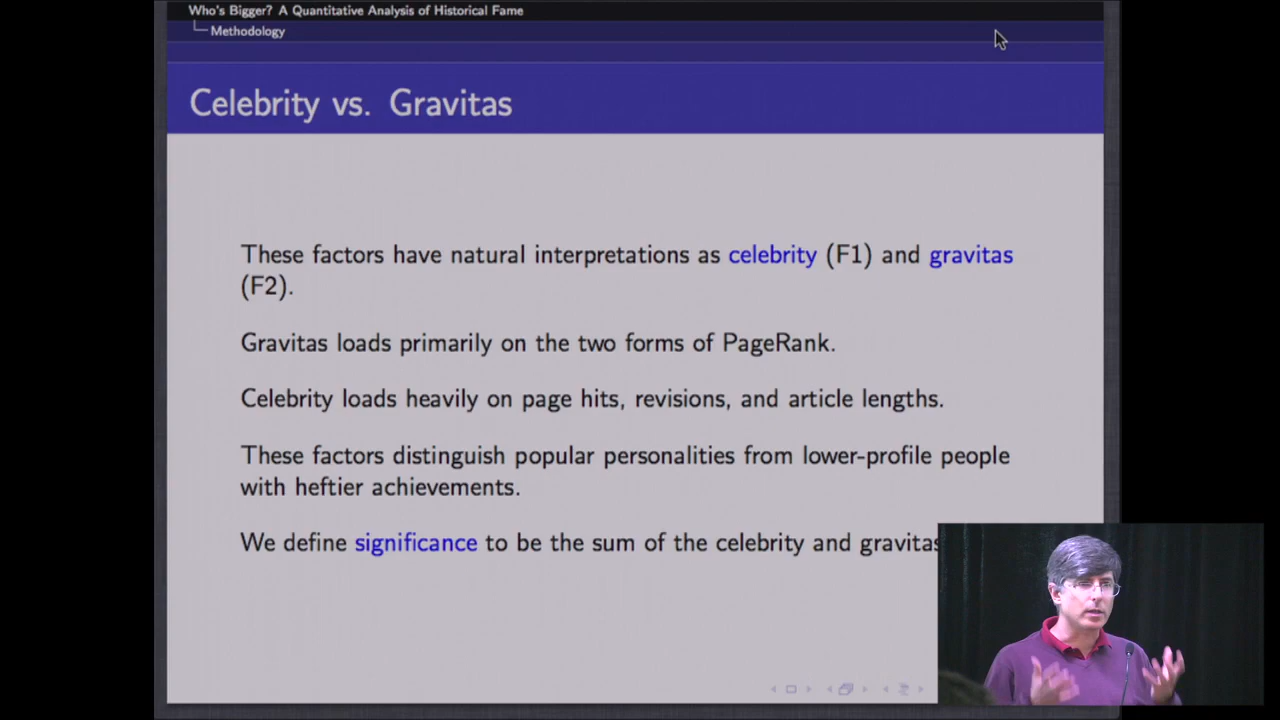 Who's Bigger? A Quantitative Analysis of Historical Fame
Methodology
Celebrity vs. Gravitas
These factors have natural interpretations as celebrity (F1) and gravitas
(F2).
Gravitas loads primarily on the two forms of PageRank.
Celebrity loads heavily on page hits, revisions, and article lengths.
These factors distinguish popular personalities from lower-profile people
with heftier achievements.
We define significance to be the sum of the celebrity and gravitas